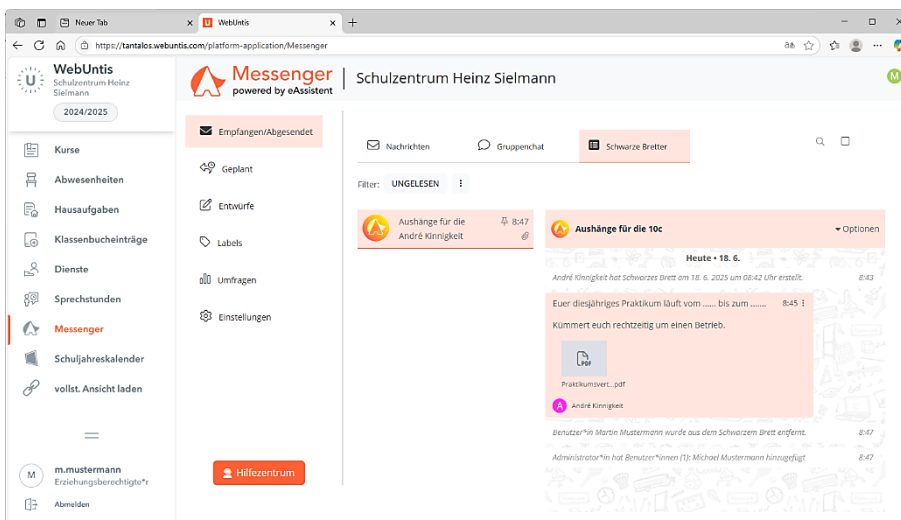 Neuer Tab
WebUntis
https://tantalos.webuntis.com/platform-application/Messenger
WebUntis
Schulzentrum Heinz
Sielmann
2024/2025
Kurse
Abwesenheiten
Hausaufgaben
Klassenbucheinträge
Dienste
Sprechstunden
Messenger
Schuljahreskalender
vollst. Ansicht laden
M
m.mustermann
Erziehungsberechtigte*r
Abmelden
Messenger
powered by eAssistent
Schulzentrum Heinz Sielmann
M
Empfangen/Abgesendet
Geplant
Entwürfe
Labels
Umfragen
Einstellungen
Hilfezentrum
Nachrichten
Gruppenchat
Schwarze Bretter
Filter: UNGELESEN
Aushänge für die
8:47
André Kinnigkeit
Aushänge für die 10c
Optionen
Heute • 18. 6.
André Kinnigkeit hat Schwarzes Brett am 18. 6. 2025 um 08:42 Uhr erstellt.
8:43
Euer diesjähriges Praktikum läuft vom ...... bis zum .......
8:45
Kümmert euch rechtzeitig um einen Betrieb.
PDF
Praktikumsvert...pdf
A André Kinnigkeit
Benutzer*in Martin Mustermann wurde aus dem Schwarzem Brett entfernt.
8:47
Administrator*in hat Benutzer*innen (1): Michael Mustermann hinzugefügt
8:47